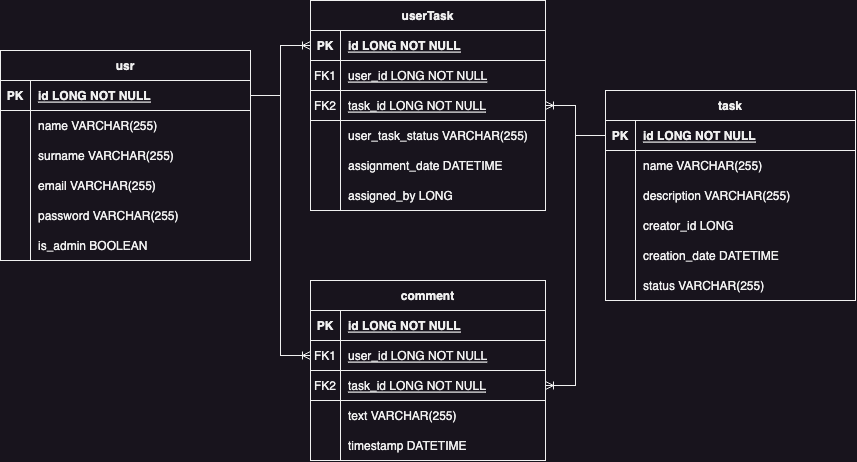 usr
PK id LONG NOT NULL
name VARCHAR(255)
surname VARCHAR(255)
email VARCHAR(255)
password VARCHAR(255)
is_admin BOOLEAN
userTask
PK id LONG NOT NULL
FK1 user_id LONG NOT NULL
FK2 task_id LONG NOT NULL
user_task_status VARCHAR(255)
assignment_date DATETIME
assigned_by LONG
comment
PK id LONG NOT NULL
FK1 user_id LONG NOT NULL
FK2 task_id LONG NOT NULL
text VARCHAR(255)
timestamp DATETIME
task
PK id LONG NOT NULL
name VARCHAR(255)
description VARCHAR(255)
creator_id LONG
creation_date DATETIME
status VARCHAR(255)